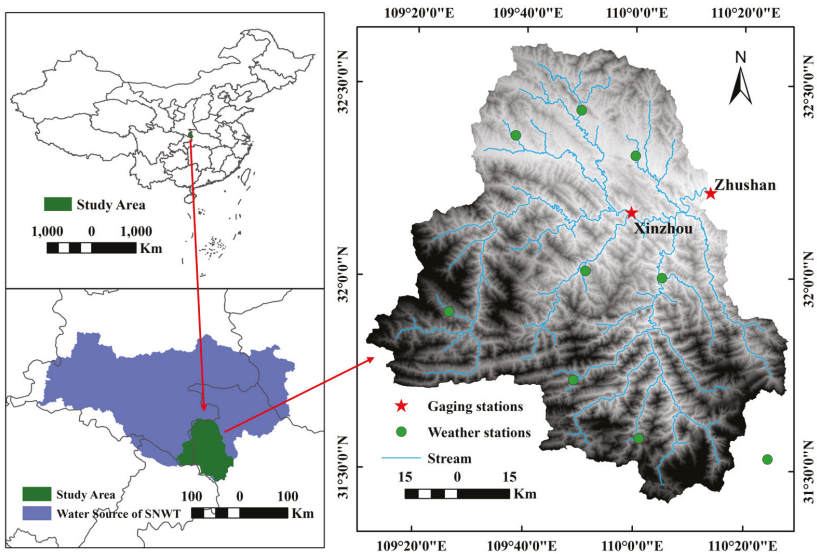 Study Area
1,000 0 1,000
Km
Study Area
Water Source of SNWT
100 0 100
Km
109°20'0"E 109°40'0"E 110°0'0"E 110°20'0"E
32°30'0"N 32°0'0"N 31°30'0"N
N
Zhushan
Xinzhou
Gaging stations
Weather stations
Stream
15 0 15
Km
32°30'0"N 32°0'0"N 31°30'0"N
109°20'0"E 109°40'0"E 110°0'0"E 110°20'0"E